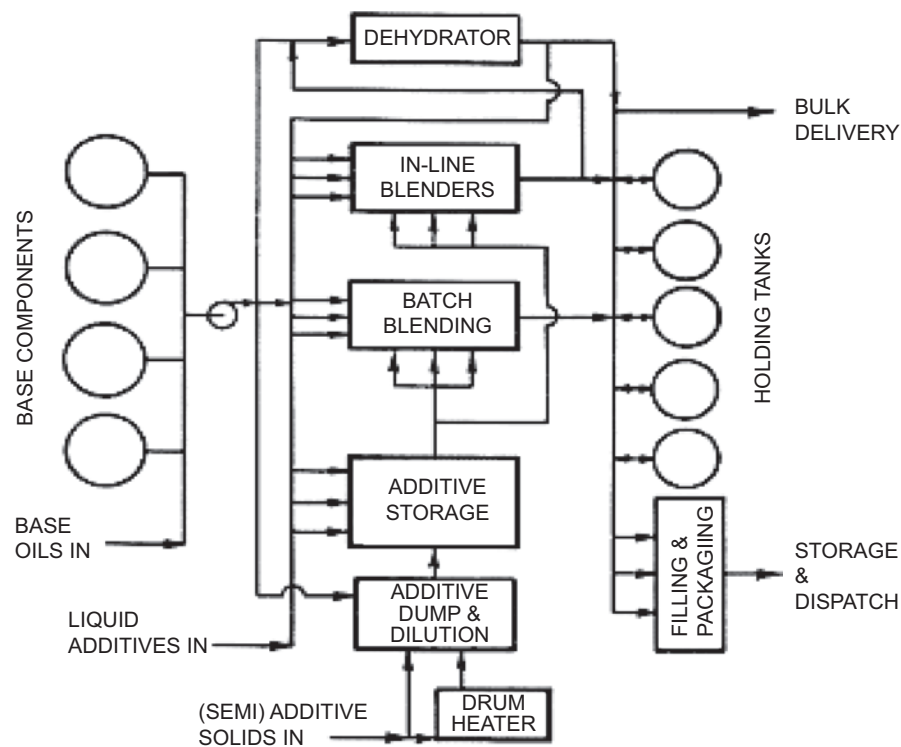 DEHYDRATOR
BULK
DELIVERY
IN-LINE
BLENDERS
BASE COMPONENTS
BATCH
BLENDING
HOLDING TANKS
ADDITIVE
STORAGE
BASE
OILS IN
FILLING &
PACKAGIING
STORAGE
&
DISPATCH
ADDITIVE
DUMP &
DILUTION
LIQUID
ADDITIVES IN
(SEMI) ADDITIVE
SOLIDS IN
DRUM
HEATER